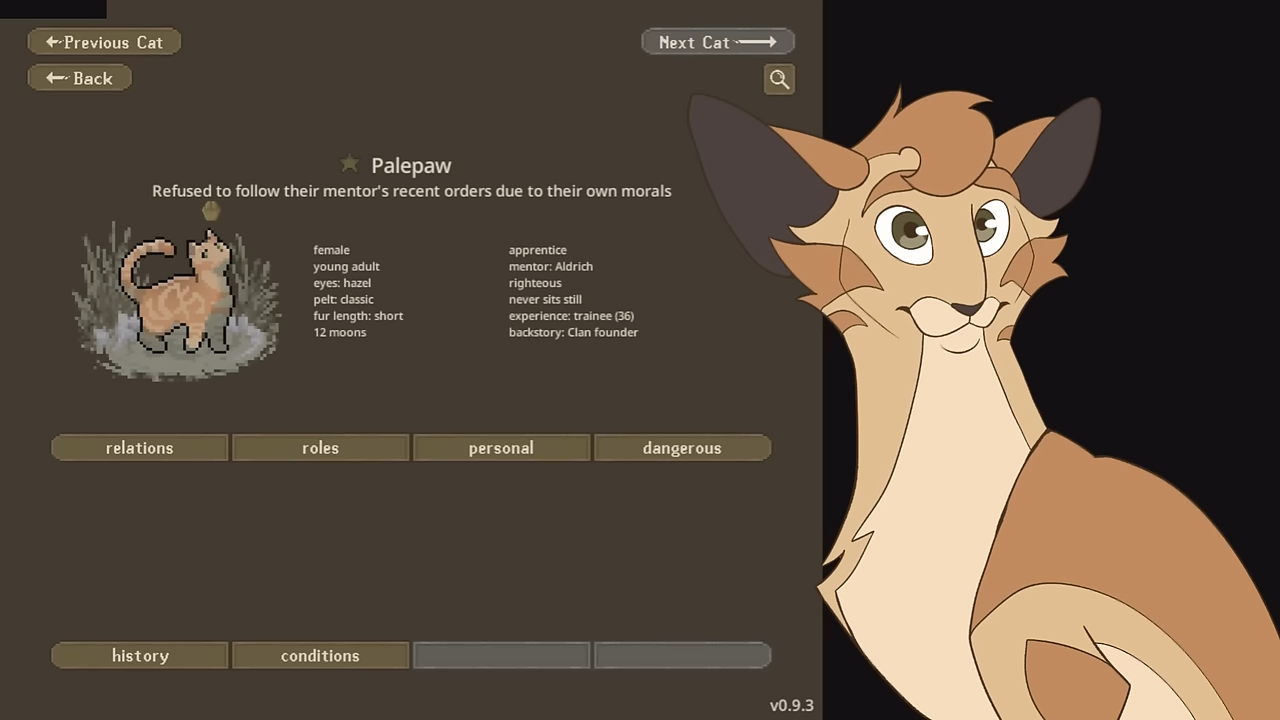 Previous Cat
Next Cat
Back
Palepaw
Refused to follow their mentor's recent orders due to their own morals
female
young adult
eyes: hazel
pelt: classic
fur length: short
12 moons
apprentice
mentor: Aldrich
righteous
never sits still
experience: trainee (36)
backstory: Clan founder
relations
roles
personal
dangerous
history
conditions
v0.9.3